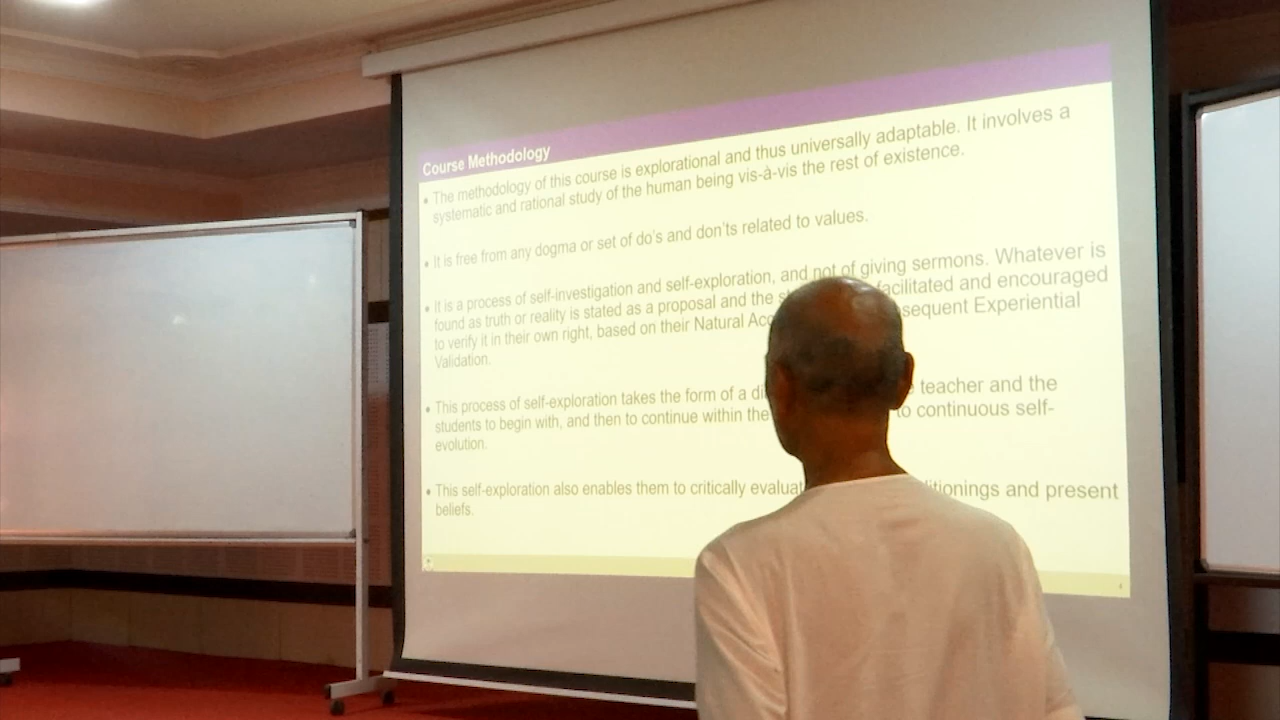 Course Methodology
• The methodology of this course is explorational and thus universally adaptable. It involves a
systematic and rational study of the human being vis-à-vis the rest of existence.
• It is free from any dogma or set of do's and don'ts related to values.
• It is a process of self-investigation and self-exploration, and not of giving sermons. Whatever is
found as truth or reality is stated as a proposal and the facilitated and encouraged
to verify it in their own right, based on their Natural Experiential
Validation.
• This process of self-exploration takes the form of a teacher and the
students to begin with, and then to continue within the to continuous self-
evolution.
• This self-exploration also enables them to critically and present
beliefs.
4